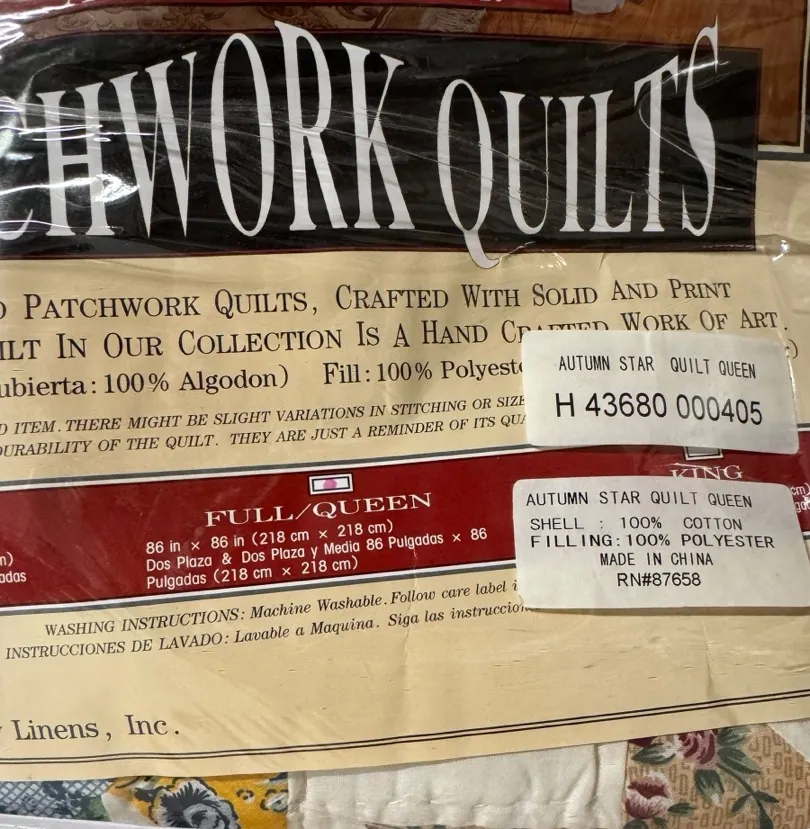 CHWORK QUILTS
PATCHWORK QUILTS, CRAFTED WITH SOLID AND PRINT
ILT IN OUR COLLECTION IS A HAND CRAFTED WORK OF ART.
ubierta: 100% Algodon) Fill: 100% Polyeste
AUTUMN STAR QUILT QUEEN
H 43680 000405
D ITEM. THERE MIGHT BE SLIGHT VARIATIONS IN STITCHING OR SIZE
DURABILITY OF THE QUILT. THEY ARE JUST A REMINDER OF ITS QUA
FULL/QUEEN
86 in × 86 in (218 cm × 218 cm)
Dos Plaza & Dos Plaza y Media 86 Pulgadas × 86
Pulgadas (218 cm × 218 cm)
KING
cm)
m)
adas
AUTUMN STAR QUILT QUEEN
SHELL : 100% COTTON
FILLING: 100% POLYESTER
MADE IN CHINA
RN#87658
WASHING INSTRUCTIONS: Machine Washable. Follow care label i
INSTRUCCIONES DE LAVADO: Lavable a Maquina. Siga las instruccion
Linens, Inc.